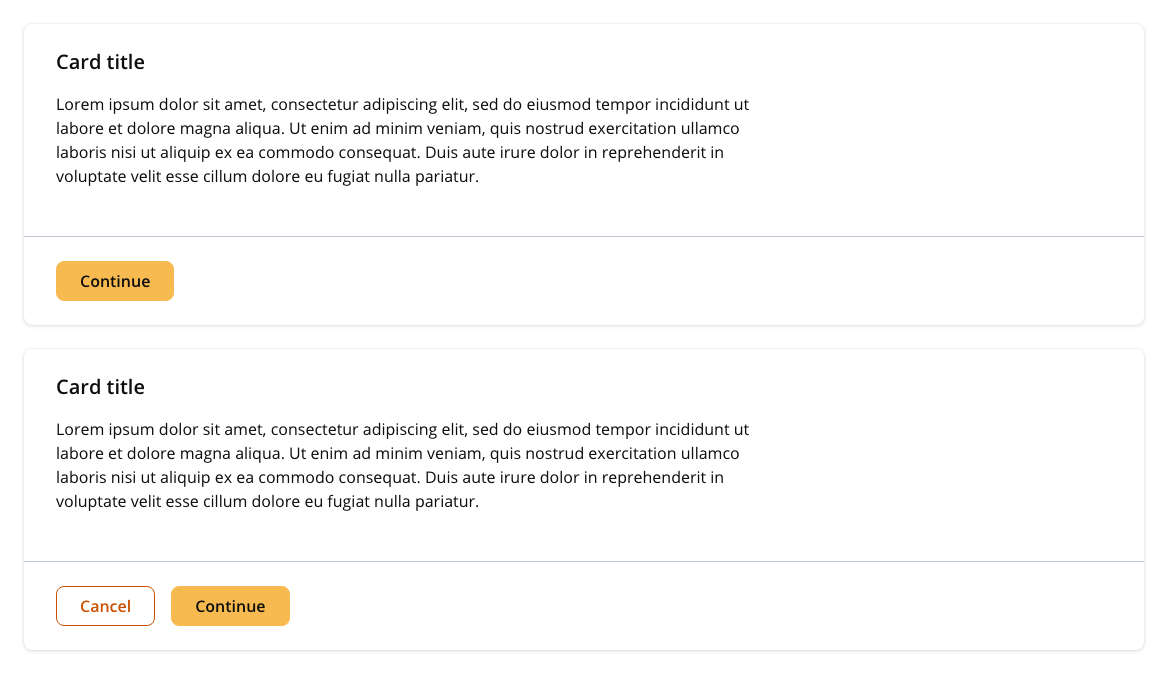 Card title
Lorem ipsum dolor sit amet, consectetur adipiscing elit, sed do eiusmod tempor incididunt ut
labore et dolore magna aliqua. Ut enim ad minim veniam, quis nostrud exercitation ullamco
laboris nisi ut aliquip ex ea commodo consequat. Duis aute irure dolor in reprehenderit in
voluptate velit esse cillum dolore eu fugiat nulla pariatur.
Continue
Card title
Lorem ipsum dolor sit amet, consectetur adipiscing elit, sed do eiusmod tempor incididunt ut
labore et dolore magna aliqua. Ut enim ad minim veniam, quis nostrud exercitation ullamco
laboris nisi ut aliquip ex ea commodo consequat. Duis aute irure dolor in reprehenderit in
voluptate velit esse cillum dolore eu fugiat nulla pariatur.
Cancel Continue